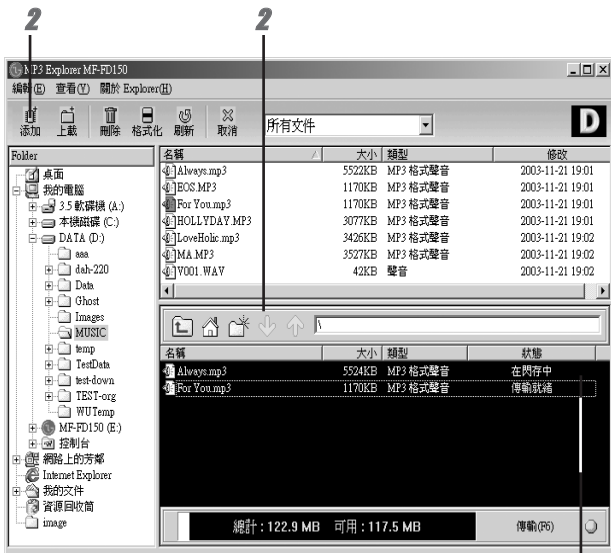 2 2
MP3 Explorer MF-FD150
編輯(E) 查看(V) 關於 Explorer(H)
添加 上載 刪除 格式化 刷新 取消 所有文件 D
Folder
桌面
我的電腦
3.5 軟碟機 (A:)
本機磁碟 (C:)
DATA (D:)
aaa
dah-220
Data
Ghost
Images
MUSIC
temp
TestData
test-down
TEST-org
WUTemp
MF-FD150 (E:)
控制台
網路上的芳鄰
Internet Explorer
我的文件
資源回收筒
image
名稱 大小 類型 修改
Always.mp3 5522KB MP3 格式聲音 2003-11-21 19:01
EOS.MP3 1170KB MP3 格式聲音 2003-11-21 19:01
For You.mp3 1170KB MP3 格式聲音 2003-11-21 19:01
HOLLYDAY.MP3 3077KB MP3 格式聲音 2003-11-21 19:01
LoveHolic.mp3 3426KB MP3 格式聲音 2003-11-21 19:02
MA.MP3 3527KB MP3 格式聲音 2003-11-21 19:02
V001.WAV 42KB 聲音 2003-11-21 19:02
\
名稱 大小 類型 狀態
Always.mp3 5524KB MP3 格式聲音 在閃存中
For You.mp3 1170KB MP3 格式聲音 傳輸就緒
總計 : 122.9 MB 可用 : 117.5 MB 傳輸(F6)